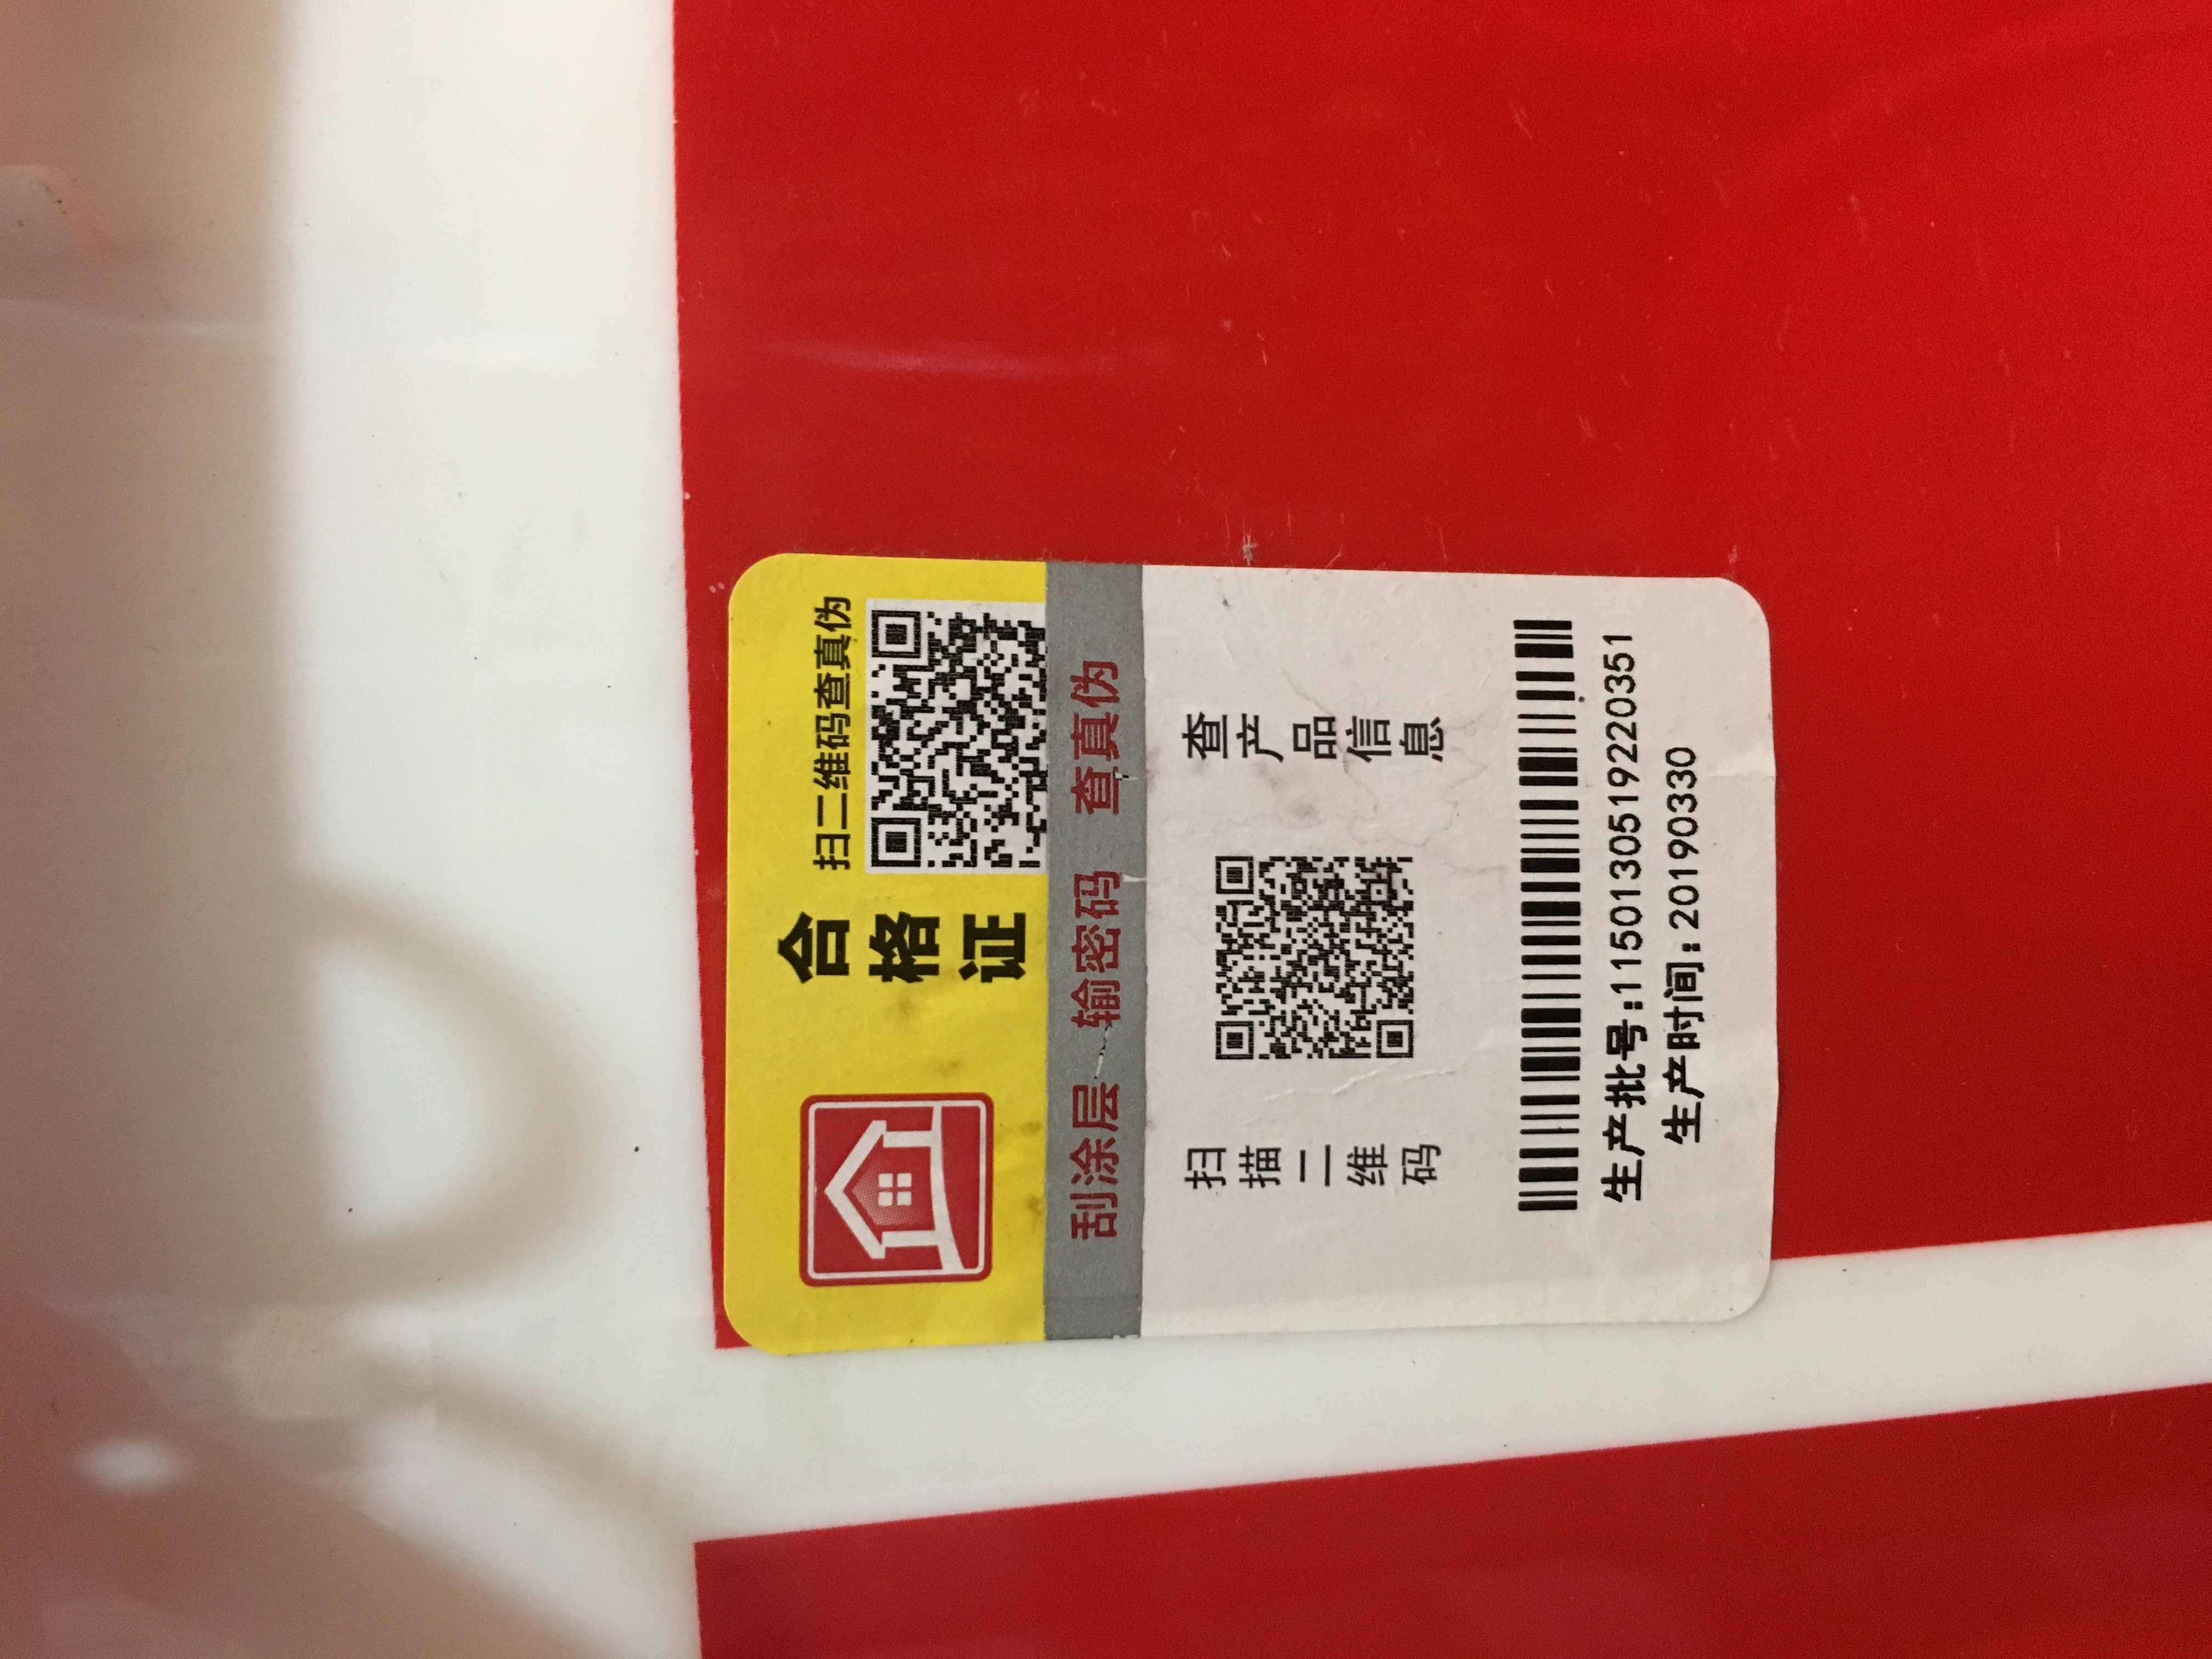 扫二维码查真伪
合格证
刮涂层 输密码 查真伪
扫描二维码
查产品信息
生产批号:11501305192220351
生产时间:20190330